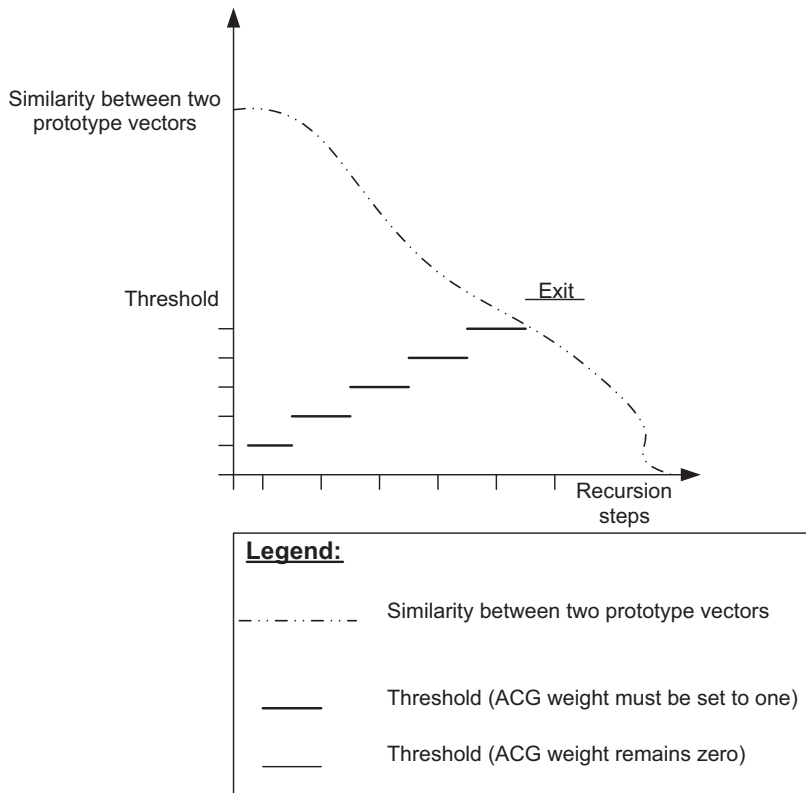 Similarity between two
prototype vectors
Threshold
Exit
Recursion
steps
Legend:
Similarity between two prototype vectors
Threshold (ACG weight must be set to one)
Threshold (ACG weight remains zero)